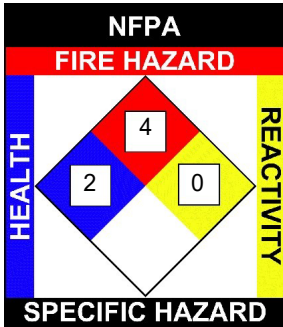 NFPA
FIRE HAZARD
4
HEALTH
2
0
REACTIVITY
SPECIFIC HAZARD